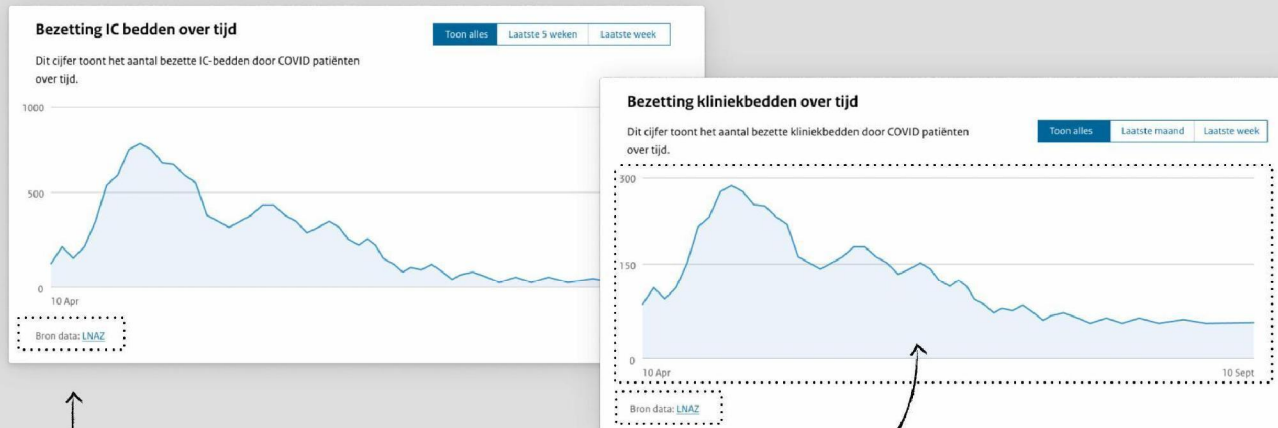 Bezetting IC bedden over tijd
Toon alles Laatste 5 weken Laatste week
Dit cijfer toont het aantal bezette IC-bedden door COVID patiënten
over tijd.
1000
500
0
10 Apr
Bron data: LNAZ
Bezetting kliniekbedden over tijd
Toon alles Laatste maand Laatste week
Dit cijfer toont het aantal bezette kliniekbedden door COVID patiënten
over tijd.
300
150
0
10 Apr 10 Sept
Bron data: LNAZ